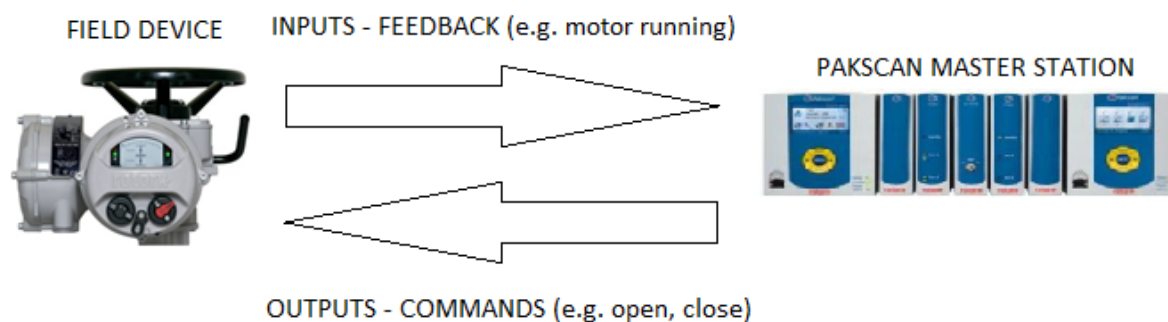 FIELD DEVICE
INPUTS - FEEDBACK (e.g. motor running)
PAKSCAN MASTER STATION
OUTPUTS - COMMANDS (e.g. open, close)